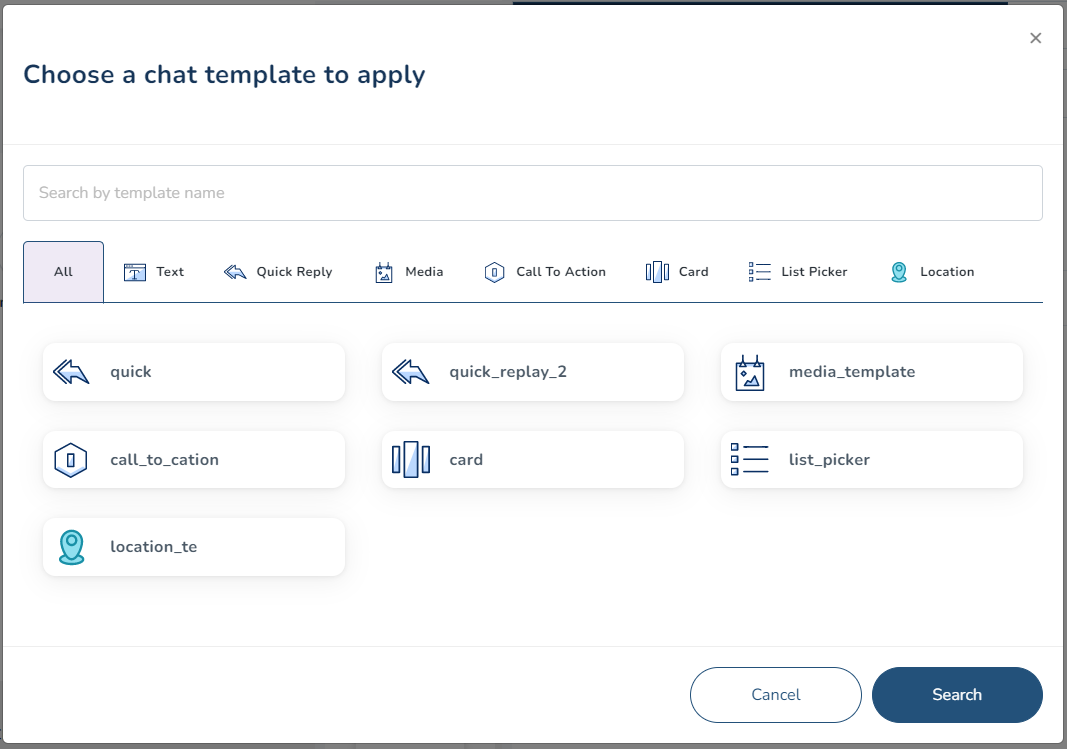 Choose a chat template to apply
Search by template name
All
Text
Quick Reply
Media
Call To Action
Card
List Picker
Location
quick
quick_replay_2
media_template
call_to_cation
card
list_picker
location_te
Cancel
Search